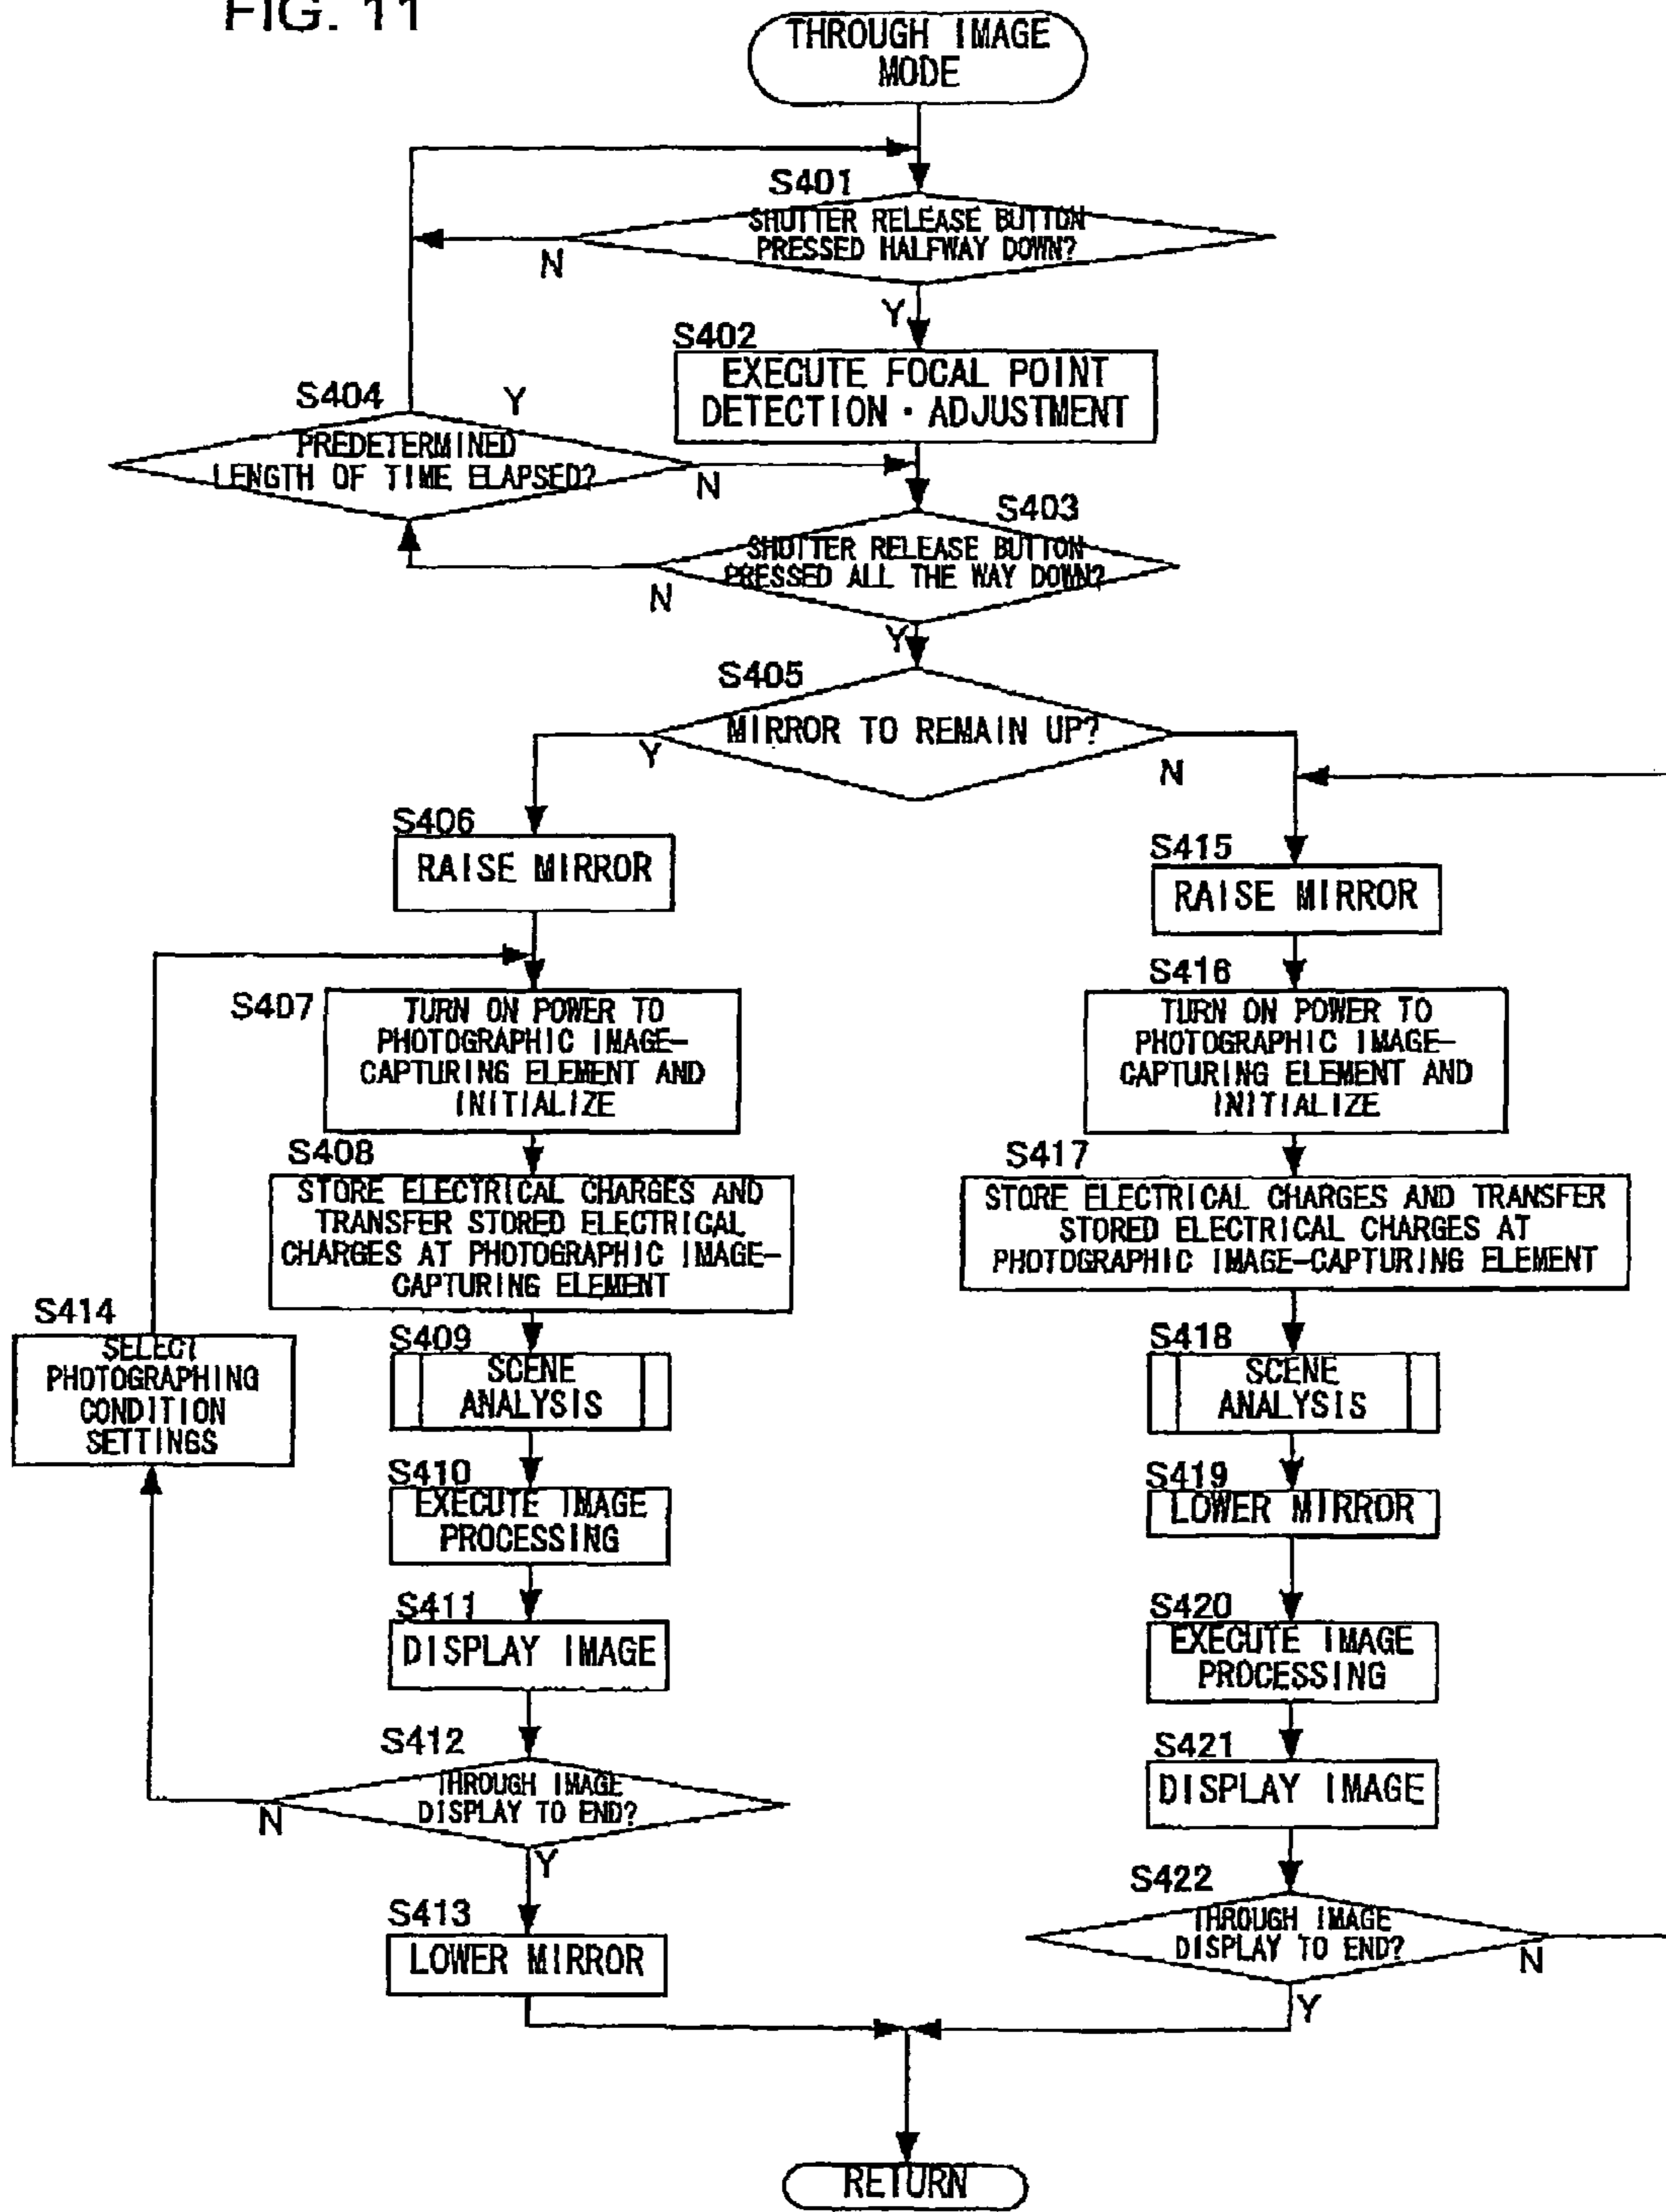 FIG. 11
THROUGH IMAGE
MODE
S401
SHUTTER RELEASE BUTTON
PRESSED HALFWAY DOWN?
N
Y
S402
EXECUTE FOCAL POINT
DETECTION · ADJUSTMENT
S404
Y
PREDETERMINED
LENGTH OF TIME ELAPSED?
N
S403
SHUTTER RELEASE BUTTON
PRESSED ALL THE WAY DOWN?
N
Y
S405
MIRROR TO REMAIN UP?
Y
N
S406
RAISE MIRROR
S407
TURN ON POWER TO
PHOTOGRAPHIC IMAGE-
CAPTURING ELEMENT AND
INITIALIZE
S408
STORE ELECTRICAL CHARGES AND
TRANSFER STORED ELECTRICAL
CHARGES AT PHOTOGRAPHIC IMAGE-
CAPTURING ELEMENT
S414
SELECT
PHOTOGRAPHING
CONDITION
SETTINGS
S409
SCENE
ANALYSIS
S410
EXECUTE IMAGE
PROCESSING
S411
DISPLAY IMAGE
S412
THROUGH IMAGE
DISPLAY TO END?
N
Y
S413
LOWER MIRROR
S415
RAISE MIRROR
S416
TURN ON POWER TO
PHOTOGRAPHIC IMAGE-
CAPTURING ELEMENT AND
INITIALIZE
S417
STORE ELECTRICAL CHARGES AND TRANSFER
STORED ELECTRICAL CHARGES AT
PHOTOGRAPHIC IMAGE-CAPTURING ELEMENT
S418
SCENE
ANALYSIS
S419
LOWER MIRROR
S420
EXECUTE IMAGE
PROCESSING
S421
DISPLAY IMAGE
S422
THROUGH IMAGE
DISPLAY TO END?
N
Y
RETURN